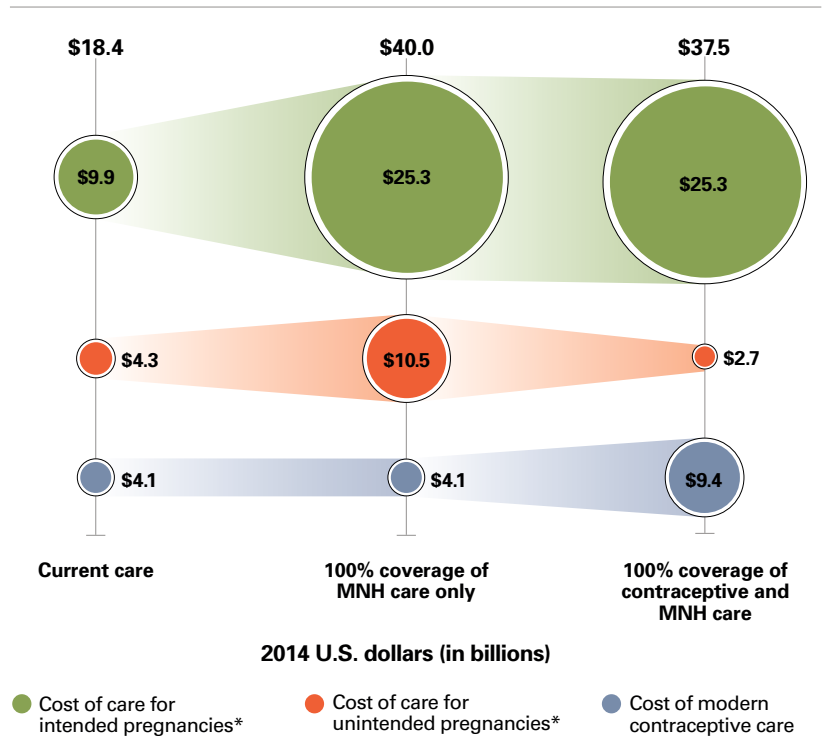 $18.4
$40.0
$37.5
$9.9
$25.3
$25.3
$4.3
$10.5
$2.7
$4.1
$4.1
$9.4
Current care
100% coverage of
MNH care only
100% coverage of
contraceptive and
MNH care
2014 U.S. dollars (in billions)
Cost of care for
intended pregnancies*
Cost of care for
unintended pregnancies*
Cost of modern
contraceptive care